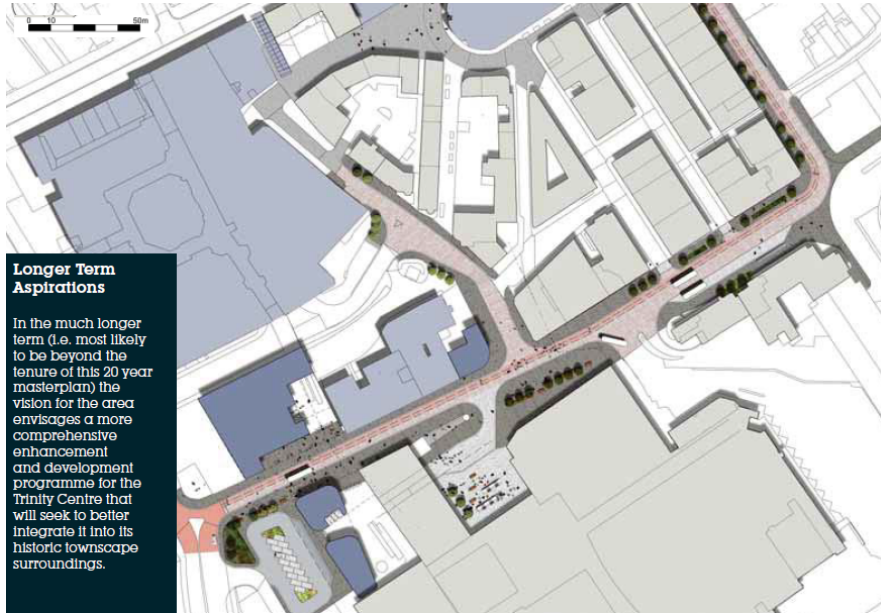 0 10 50m
Longer Term
Aspirations
In the much longer
term (i.e. most likely
to be beyond the
tenure of this 20 year
masterplan) the
vision for the area
envisages a more
comprehensive
enhancement
and development
programme for the
Trinity Centre that
will seek to better
integrate it into its
historic townscape
surroundings.